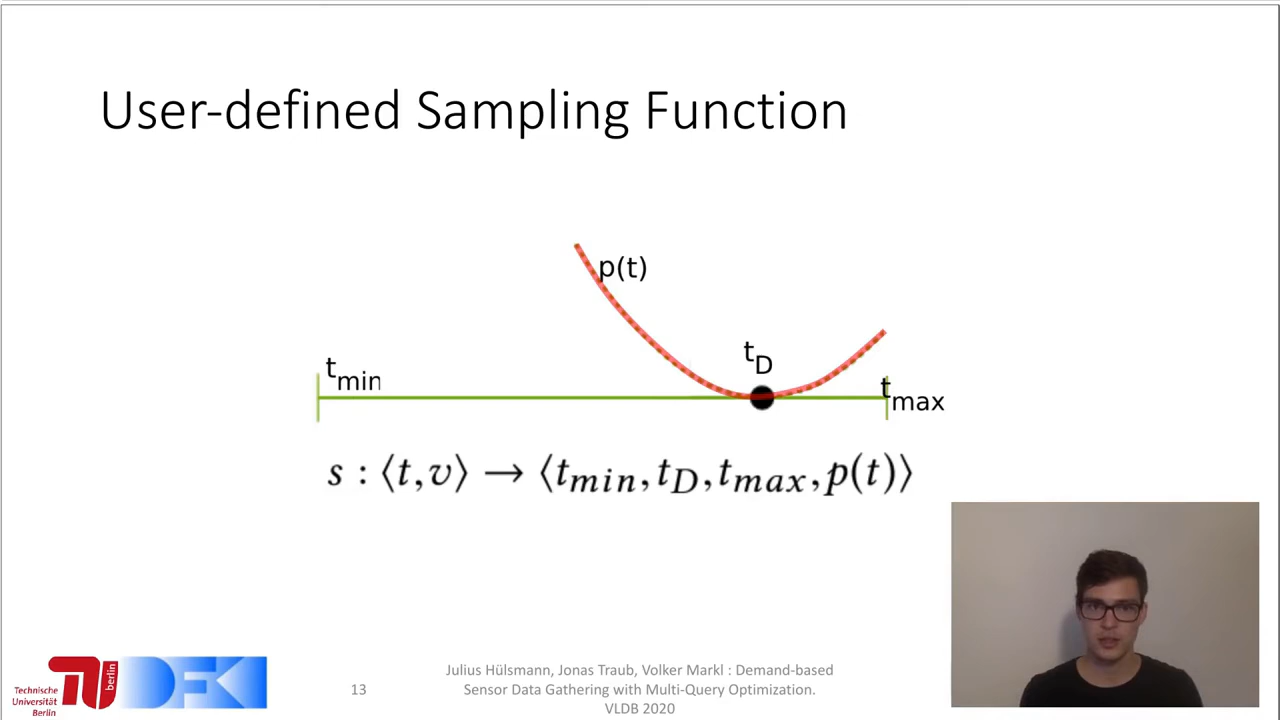 User-defined Sampling Function
p(t)
t_D
t_min
t_max
s : ⟨t,v⟩ → ⟨t_min, t_D, t_max, p(t)⟩
Technische
Universität
Berlin
berlin
DFKI
13
Julius Hülsmann, Jonas Traub, Volker Markl : Demand-based
Sensor Data Gathering with Multi-Query Optimization.
VLDB 2020